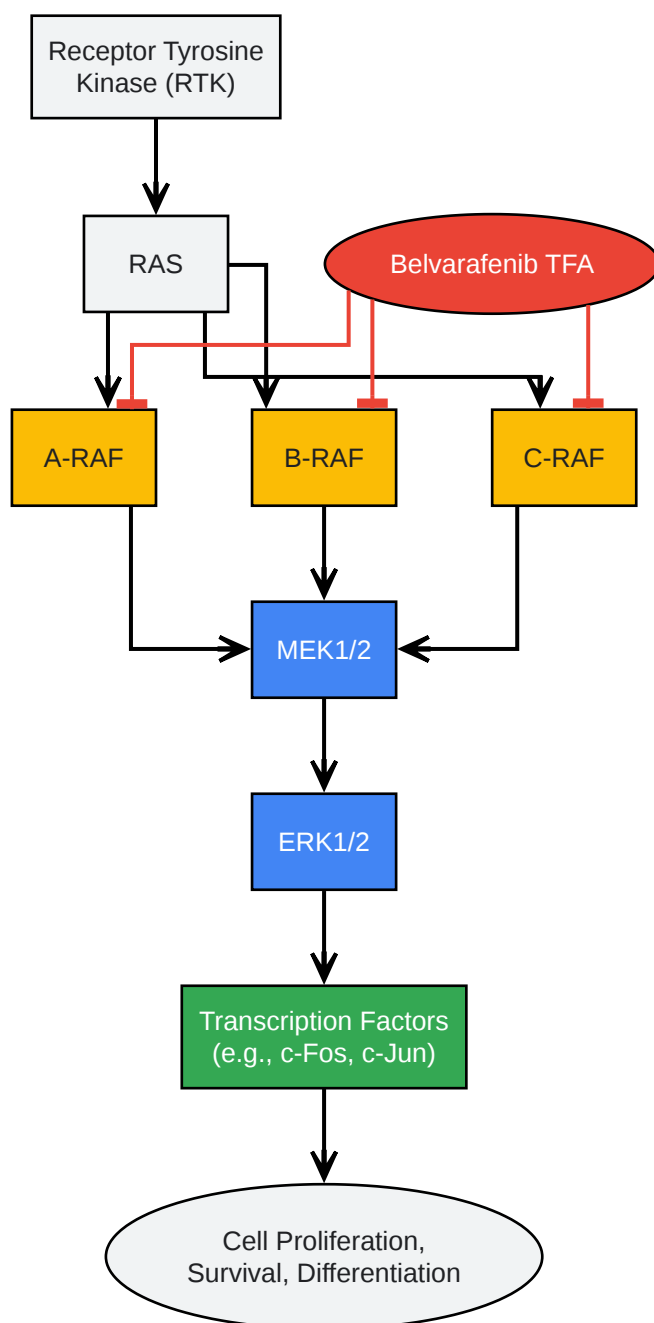 Receptor Tyrosine
Kinase (RTK)
RAS
Belvarafenib TFA
A-RAF
B-RAF
C-RAF
MEK1/2
ERK1/2
Transcription Factors
(e.g., c-Fos, c-Jun)
Cell Proliferation,
Survival, Differentiation